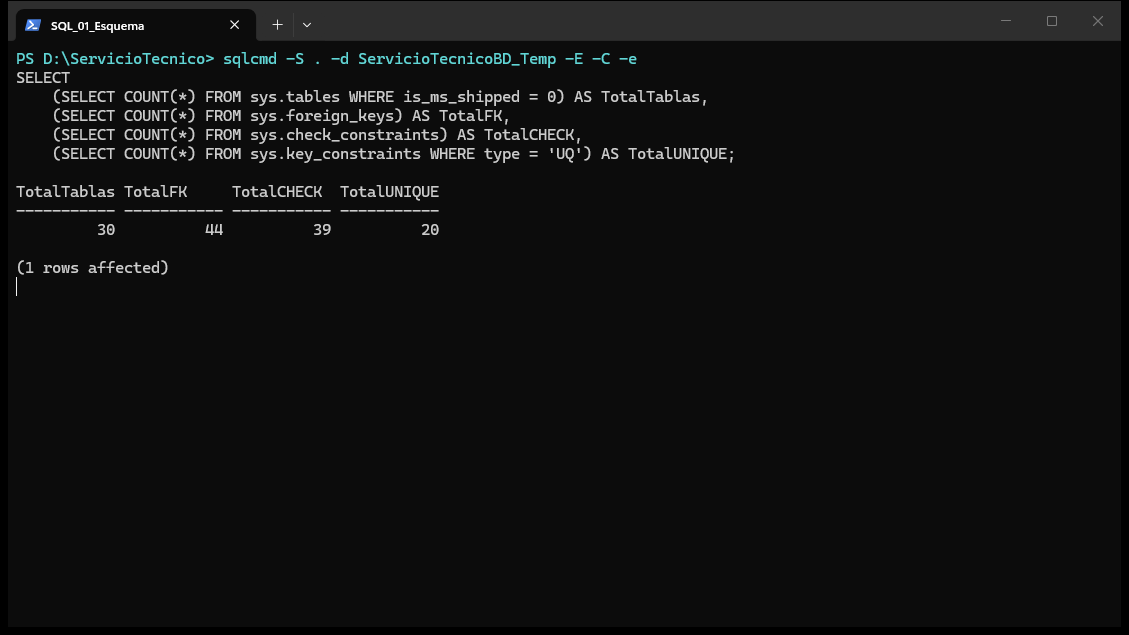 SQL_01_Esquema
PS D:\ServicioTecnico> sqlcmd -S . -d ServicioTecnicoBD_Temp -E -C -e
SELECT
    (SELECT COUNT(*) FROM sys.tables WHERE is_ms_shipped = 0) AS TotalTablas,
    (SELECT COUNT(*) FROM sys.foreign_keys) AS TotalFK,
    (SELECT COUNT(*) FROM sys.check_constraints) AS TotalCHECK,
    (SELECT COUNT(*) FROM sys.key_constraints WHERE type = 'UQ') AS TotalUNIQUE;
TotalTablas TotalFK     TotalCHECK  TotalUNIQUE
----------- ----------- ----------- -----------
         30          44          39          20
(1 rows affected)